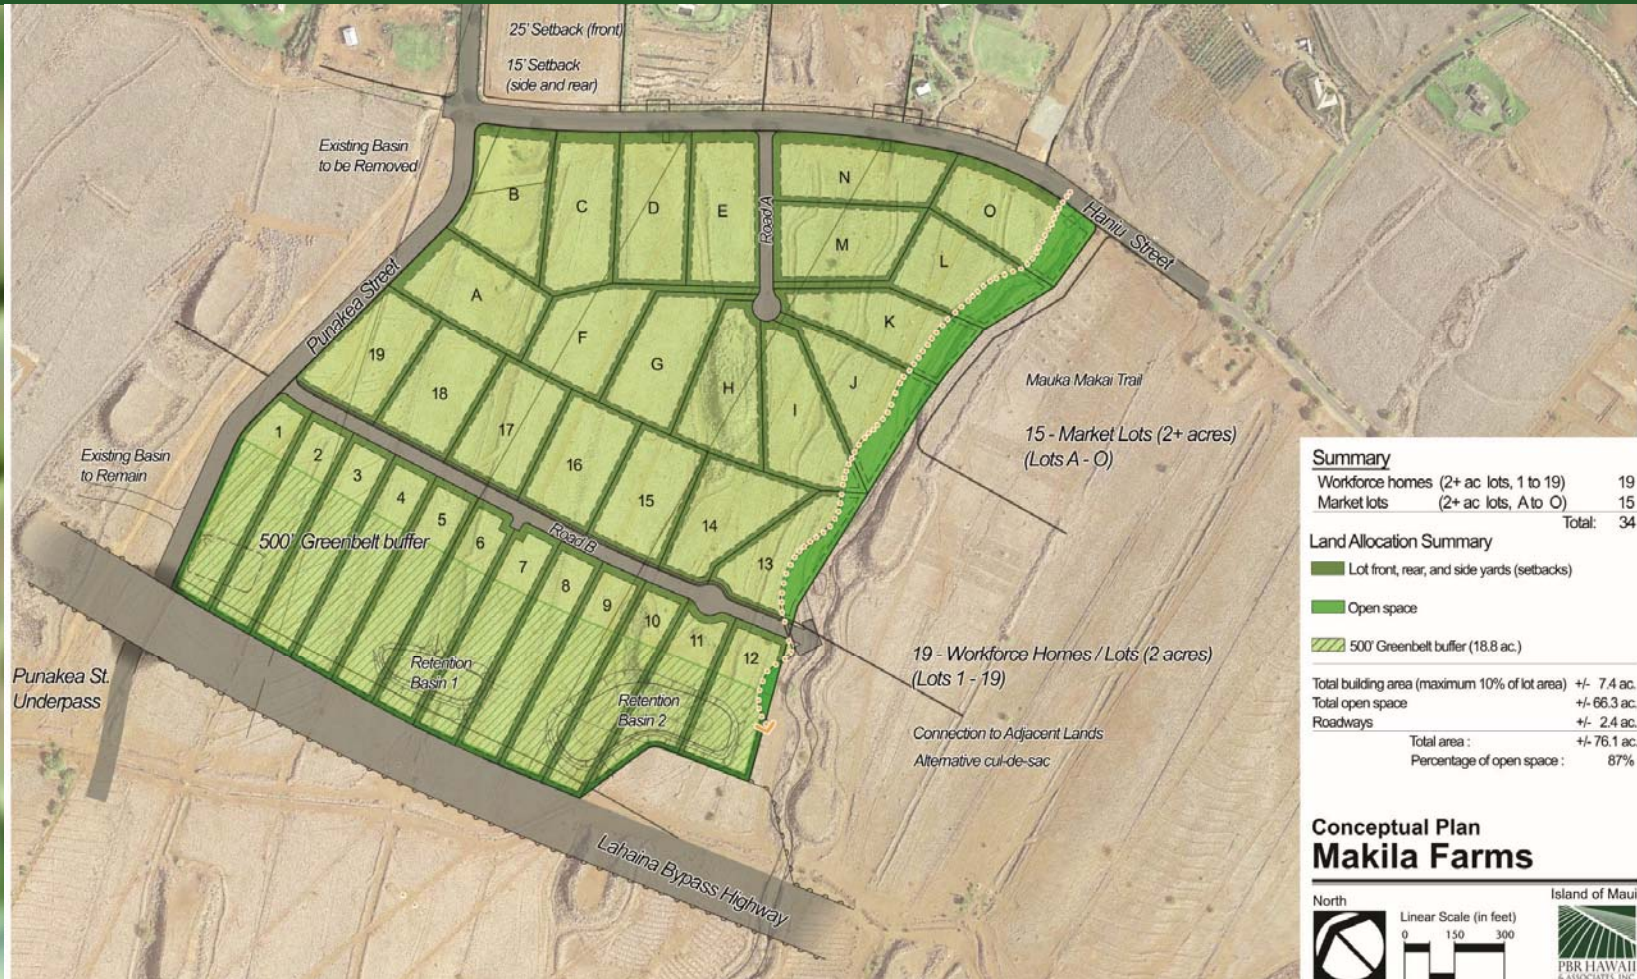 25' Setback (front)
15' Setback
(side and rear)
Existing Basin
to be Removed
B
C
D
E
Road A
N
O
M
L
Haniu Street
Punakea Street
A
F
G
H
I
J
K
19
18
17
16
15
14
13
Mauka Makai Trail
15 - Market Lots (2+ acres)
(Lots A - O)
Existing Basin
to Remain
1
2
3
4
5
6
7
8
9
10
11
12
500' Greenbelt buffer
Road B
Retention
Basin 1
Retention
Basin 2
Punakea St.
Underpass
19 - Workforce Homes / Lots (2 acres)
(Lots 1 - 19)
Connection to Adjacent Lands
Alternative cul-de-sac
Lahaina Bypass Highway
Summary
Workforce homes (2+ ac lots, 1 to 19) 19
Market lots (2+ ac lots, A to O) 15
Total: 34
Land Allocation Summary
Lot front, rear, and side yards (setbacks)
Open space
500' Greenbelt buffer (18.8 ac.)
Total building area (maximum 10% of lot area) +/- 7.4 ac.
Total open space +/- 66.3 ac.
Roadways +/- 2.4 ac.
Total area : +/- 76.1 ac.
Percentage of open space : 87%
Conceptual Plan
Makila Farms
North
Linear Scale (in feet)
0 150 300
Island of Maui
PBR HAWAII
& ASSOCIATES, INC.